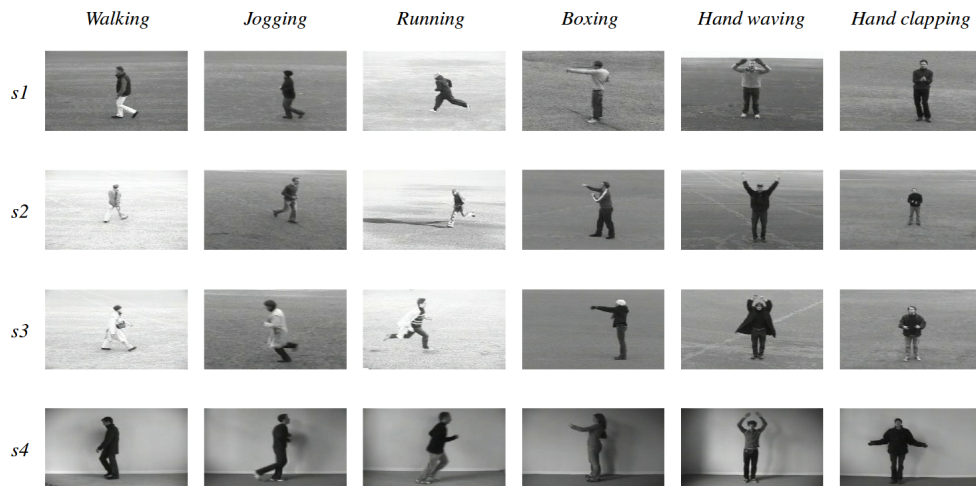 Walking Jogging Running Boxing Hand waving Hand clapping
s1
s2
s3
s4